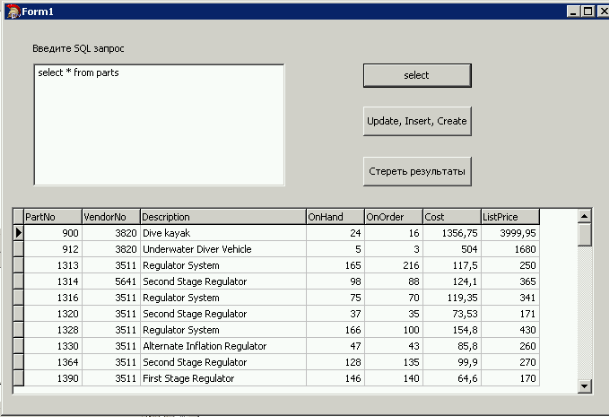 Form1
Введите SQL запрос
select * from parts
select
Update, Insert, Create
Стереть результаты
PartNo VendorNo Description OnHand OnOrder Cost ListPrice
900 3820 Dive kayak 24 16 1356,75 3999,95
912 3820 Underwater Diver Vehicle 5 3 504 1680
1313 3511 Regulator System 165 216 117,5 250
1314 5641 Second Stage Regulator 98 88 124,1 365
1316 3511 Regulator System 75 70 119,35 341
1320 3511 Second Stage Regulator 37 35 73,53 171
1328 3511 Regulator System 166 100 154,8 430
1330 3511 Alternate Inflation Regulator 47 43 85,8 260
1364 3511 Second Stage Regulator 128 135 99,9 270
1390 3511 First Stage Regulator 146 140 64,6 170